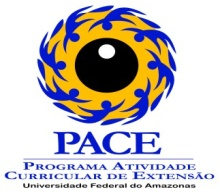 PACE
PROGRAMA ATIVIDADE
CURRICULAR DE EXTENSÃO
Universidade Federal do Amazonas